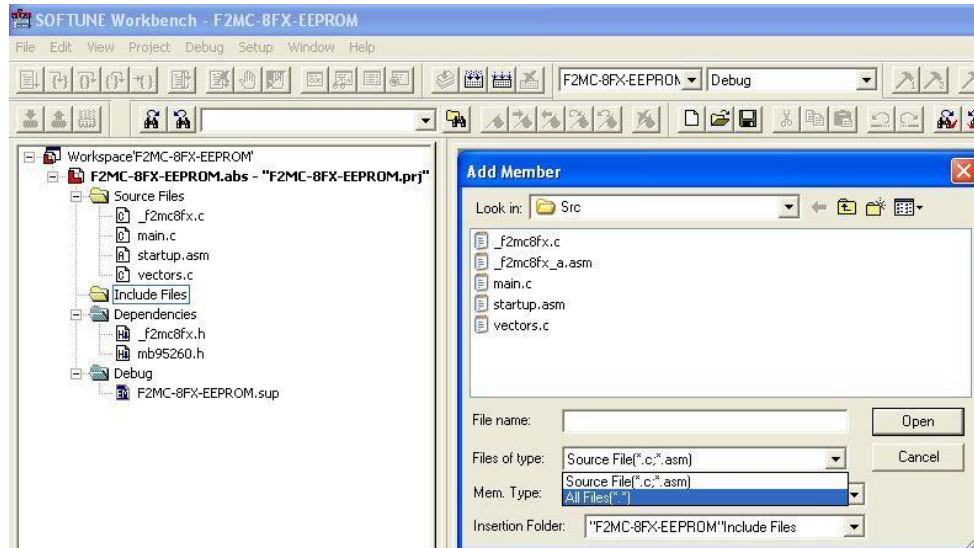 SOFTUNE Workbench - F2MC-8FX-EEPROM
File Edit View Project Debug Setup Window Help
F2MC-8FX-EEPRON Debug
Workspace'F2MC-8FX-EEPROM'
F2MC-8FX-EEPROM.abs - "F2MC-8FX-EEPROM.prj"
Source Files
_f2mc8fx.c
main.c
startup.asm
vectors.c
Include Files
Dependencies
_f2mc8fx.h
mb95260.h
Debug
F2MC-8FX-EEPROM.sup
Add Member
Look in: Src
_f2mc8fx.c
_f2mc8fx_a.asm
main.c
startup.asm
vectors.c
File name:
Open
Files of type: Source File(*.c;*.asm)
Cancel
Source File(*.c;*.asm)
Mem. Type: All Files(*.*)
Insertion Folder: "F2MC-8FX-EEPROM"Include Files